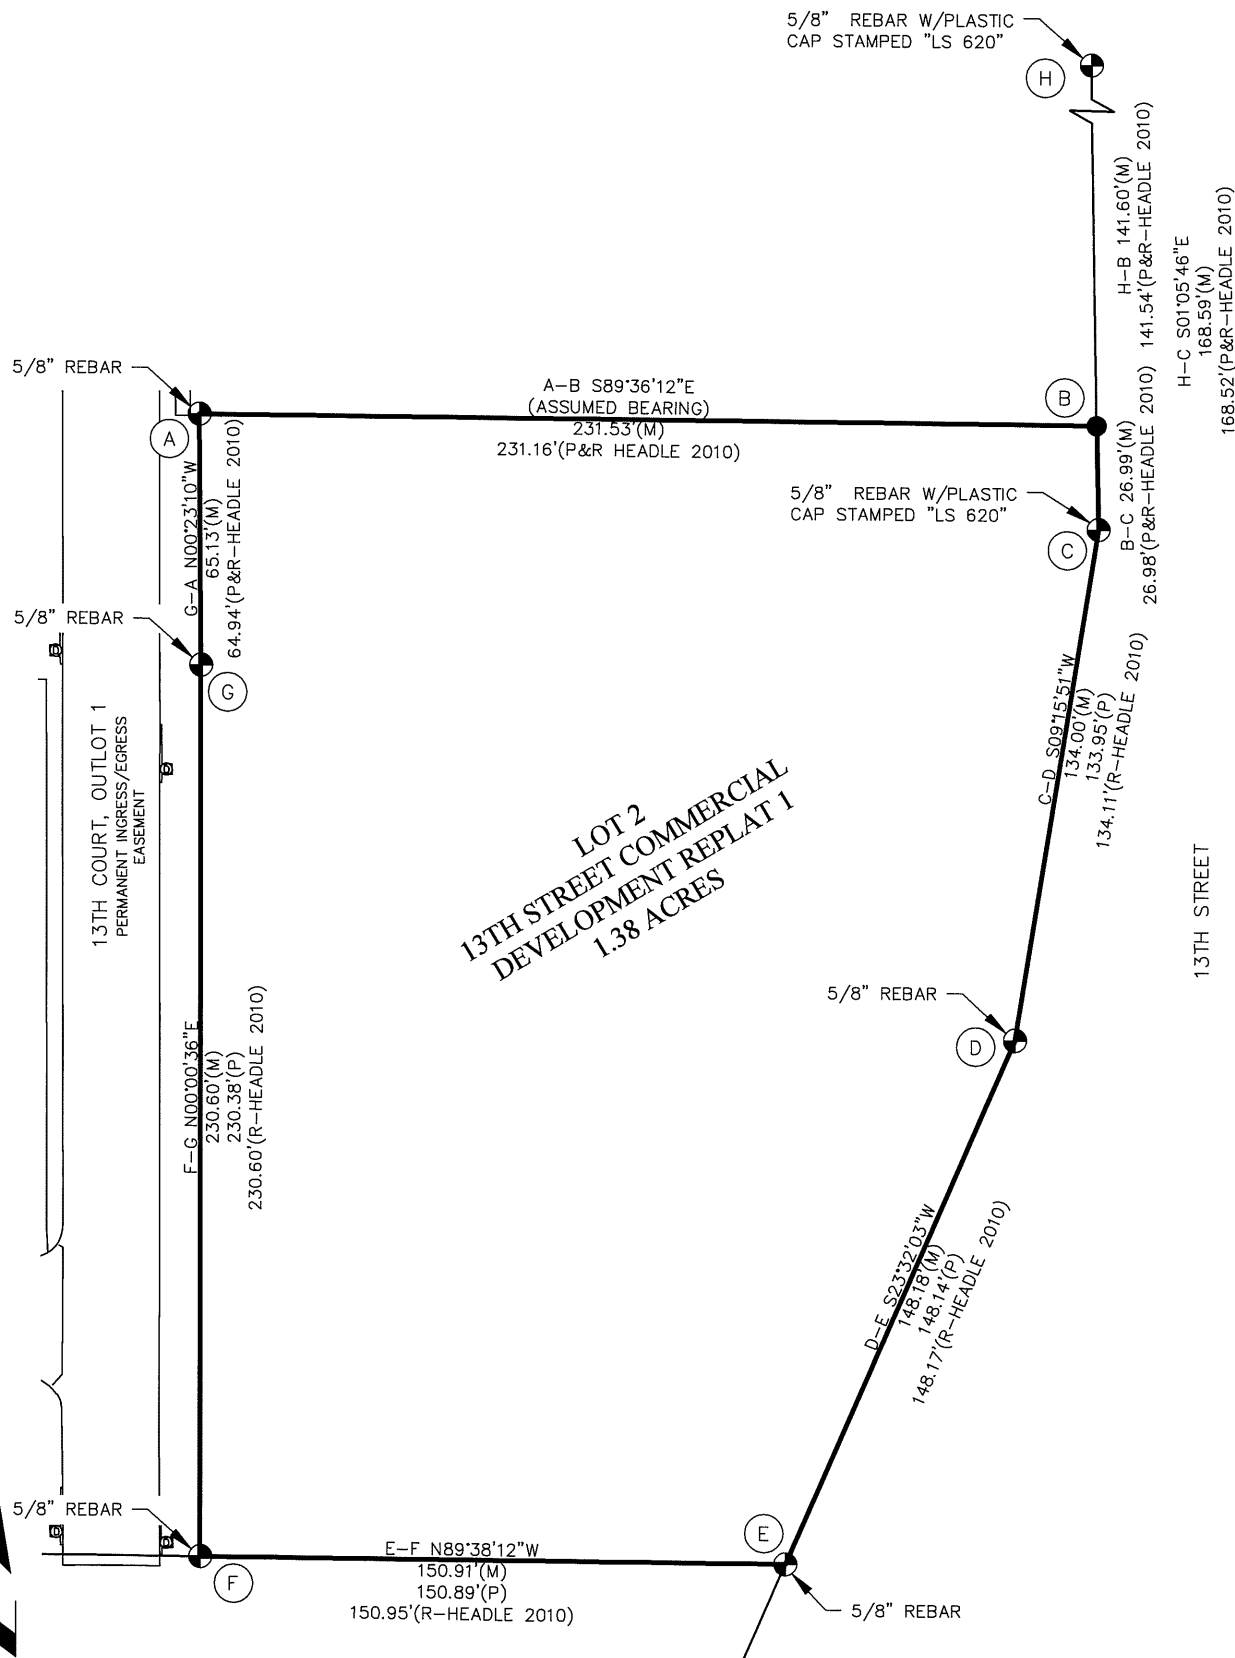 5/8" REBAR W/PLASTIC
CAP STAMPED "LS 620"
H
H-B 141.60'(M)
141.54'(P&R-HEADLE 2010)
H-C S01°05'46"E
168.59'(M)
168.52'(P&R-HEADLE 2010)
5/8" REBAR
A
A-B S89°36'12"E
(ASSUMED BEARING)
231.53'(M)
231.16'(P&R HEADLE 2010)
B
5/8" REBAR W/PLASTIC
CAP STAMPED "LS 620"
C
B-C 26.99'(M)
26.98'(P&R-HEADLE 2010)
G-A N00°23'10"W
65.13'(M)
64.94'(P&R-HEADLE 2010)
5/8" REBAR
G
13TH COURT, OUTLOT 1
PERMANENT INGRESS/EGRESS
EASEMENT
C-D S09°15'51"W
134.00'(M)
133.95'(P)
134.11'(R-HEADLE 2010)
LOT 2
13TH STREET COMMERCIAL
DEVELOPMENT REPLAT 1
1.38 ACRES
13TH STREET
5/8" REBAR
D
F-G N00°00'36"E
230.60'(M)
230.38'(P)
230.60'(R-HEADLE 2010)
D-E S23°32'03"W
148.18'(M)
148.14'(P)
148.17'(R-HEADLE 2010)
5/8" REBAR
F
E-F N89°38'12"W
150.91'(M)
150.89'(P)
150.95'(R-HEADLE 2010)
E
5/8" REBAR